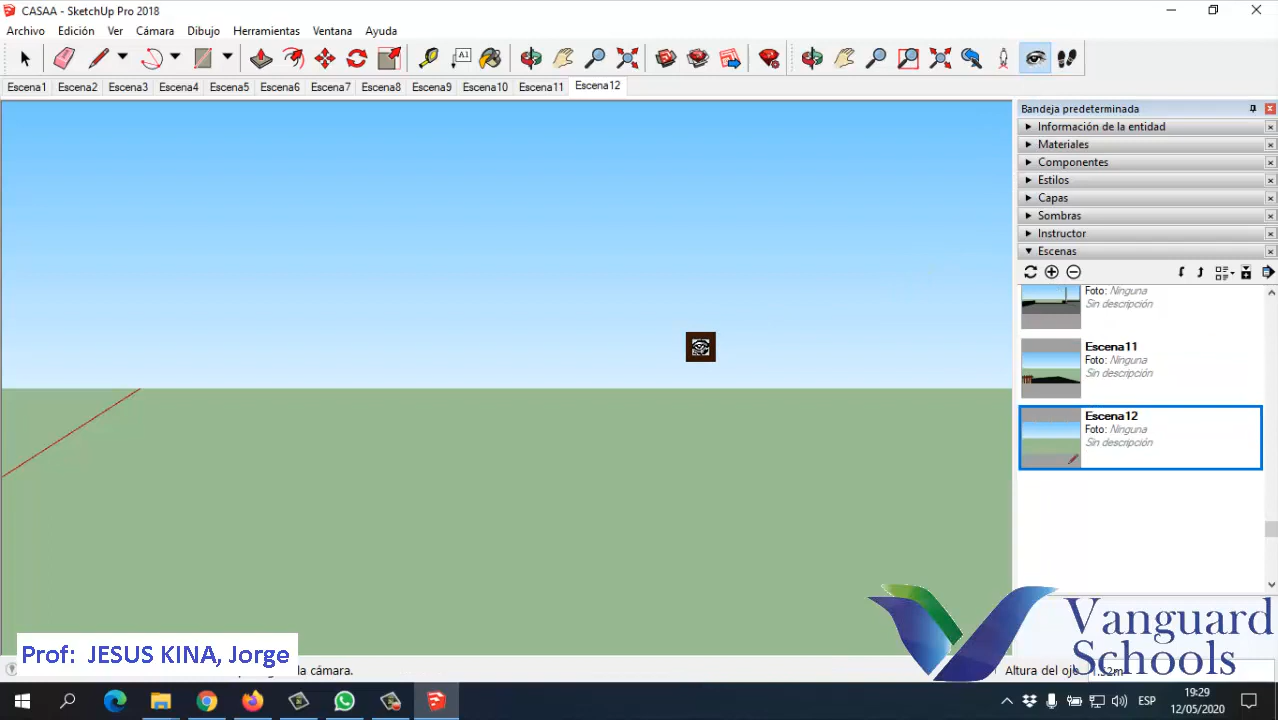 CASAA - SketchUp Pro 2018
Archivo Edición Ver Cámara Dibujo Herramientas Ventana Ayuda
A1
Escena1 Escena2 Escena3 Escena4 Escena5 Escena6 Escena7 Escena8 Escena9 Escena10 Escena11 Escena12
Bandeja predeterminada
Información de la entidad
Materiales
Componentes
Estilos
Capas
Sombras
Instructor
Escenas
Foto: Ninguna
Sin descripción
Escena11
Foto: Ninguna
Sin descripción
Escena12
Foto: Ninguna
Sin descripción
Vanguard
Schools
Prof: JESUS KINA, Jorge
la cámara.
Altura del ojo
ESP
19:29
12/05/2020